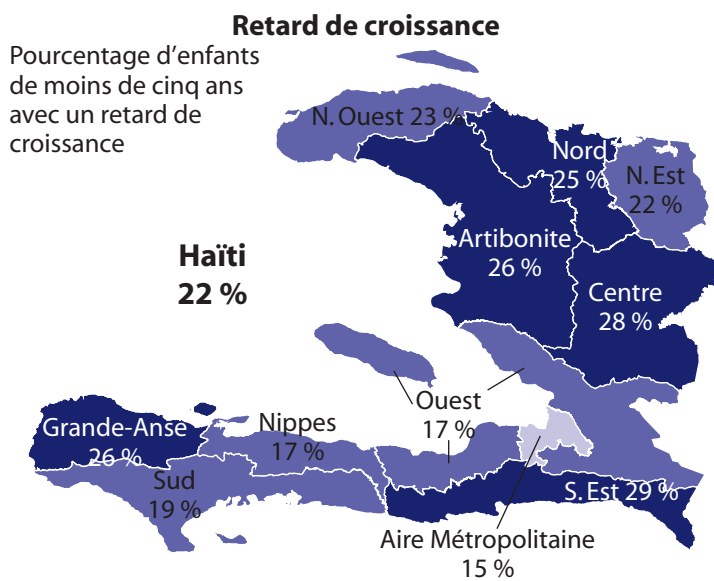 Retard de croissance
Pourcentage d'enfants
de moins de cinq ans
avec un retard de
croissance
N. Ouest 23 %
Nord
25 %
N. Est
22 %
Artibonite
26 %
Haïti
22 %
Centre
28 %
Ouest
17 %
Grande-Anse
26 %
Nippes
17 %
Sud
19 %
S. Est 29 %
Aire Métropolitaine
15 %